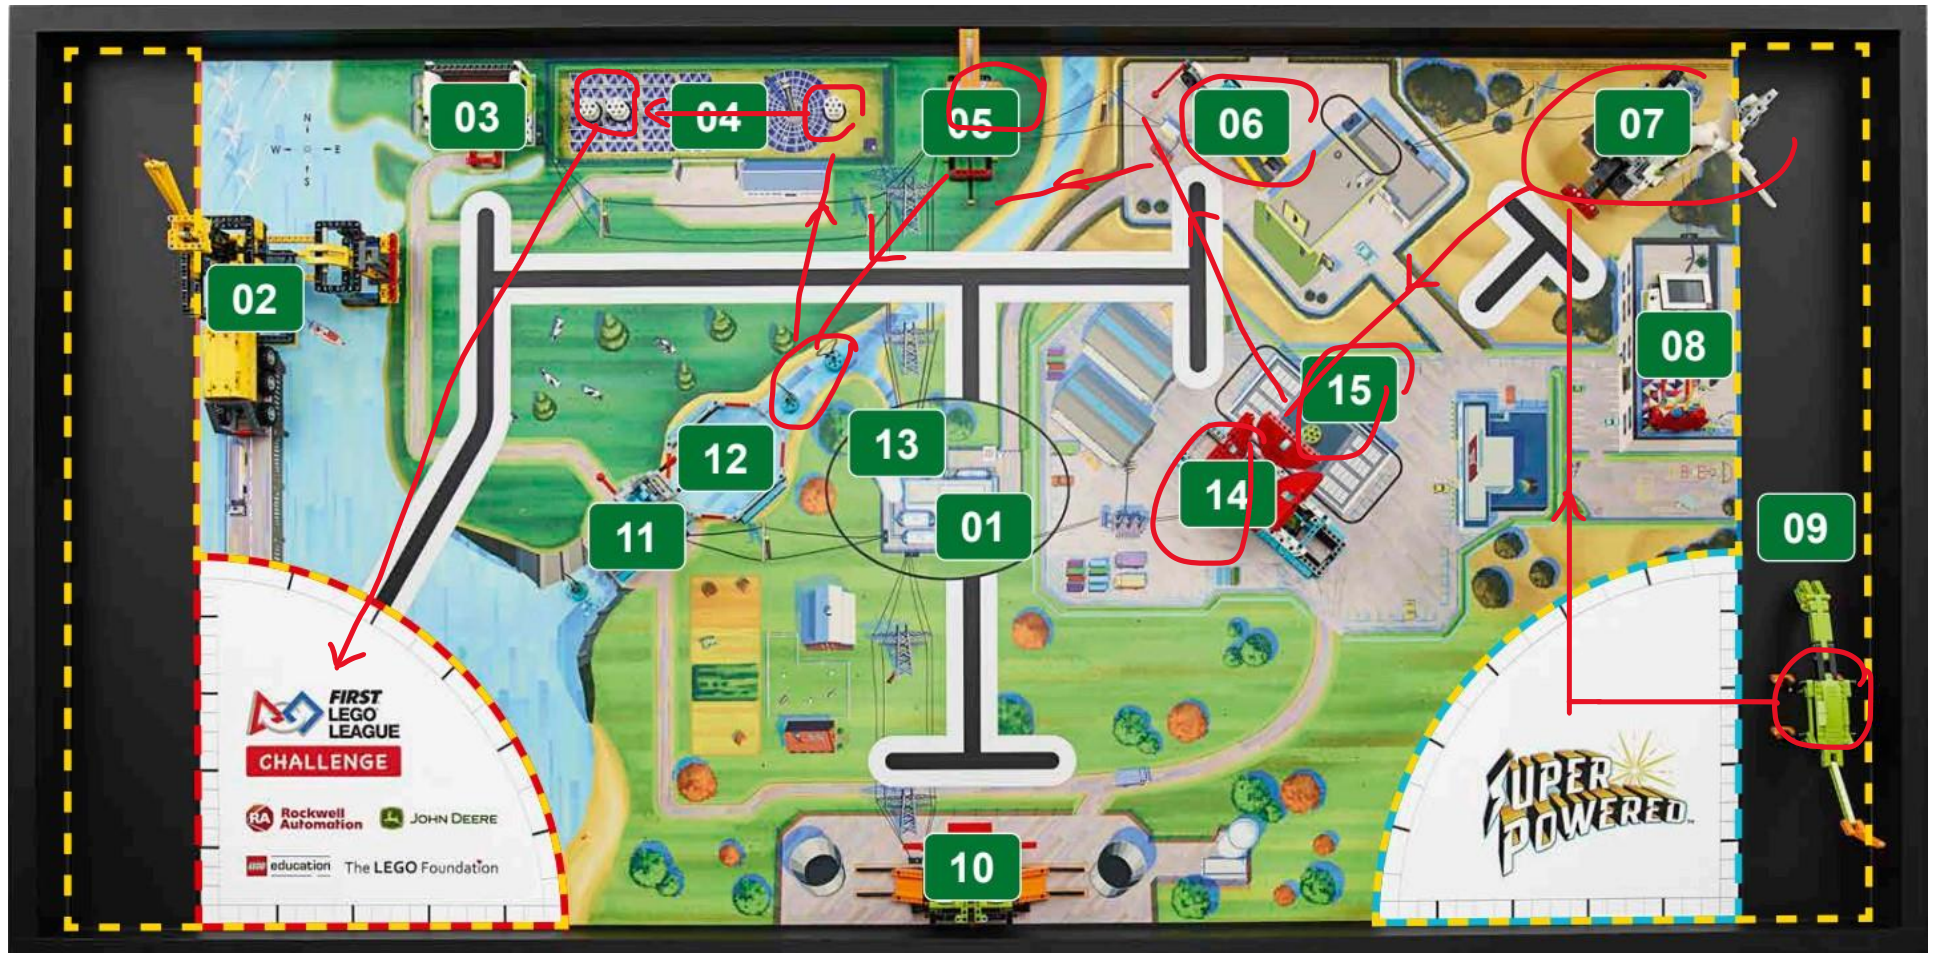 03
04
05
06
07
N
W E
S
02
08
15
13
12
14
01
11
09
FIRST
LEGO
LEAGUE
CHALLENGE
RA Rockwell
Automation
JOHN DEERE
education
The LEGO Foundation
SUPER
POWERED
10